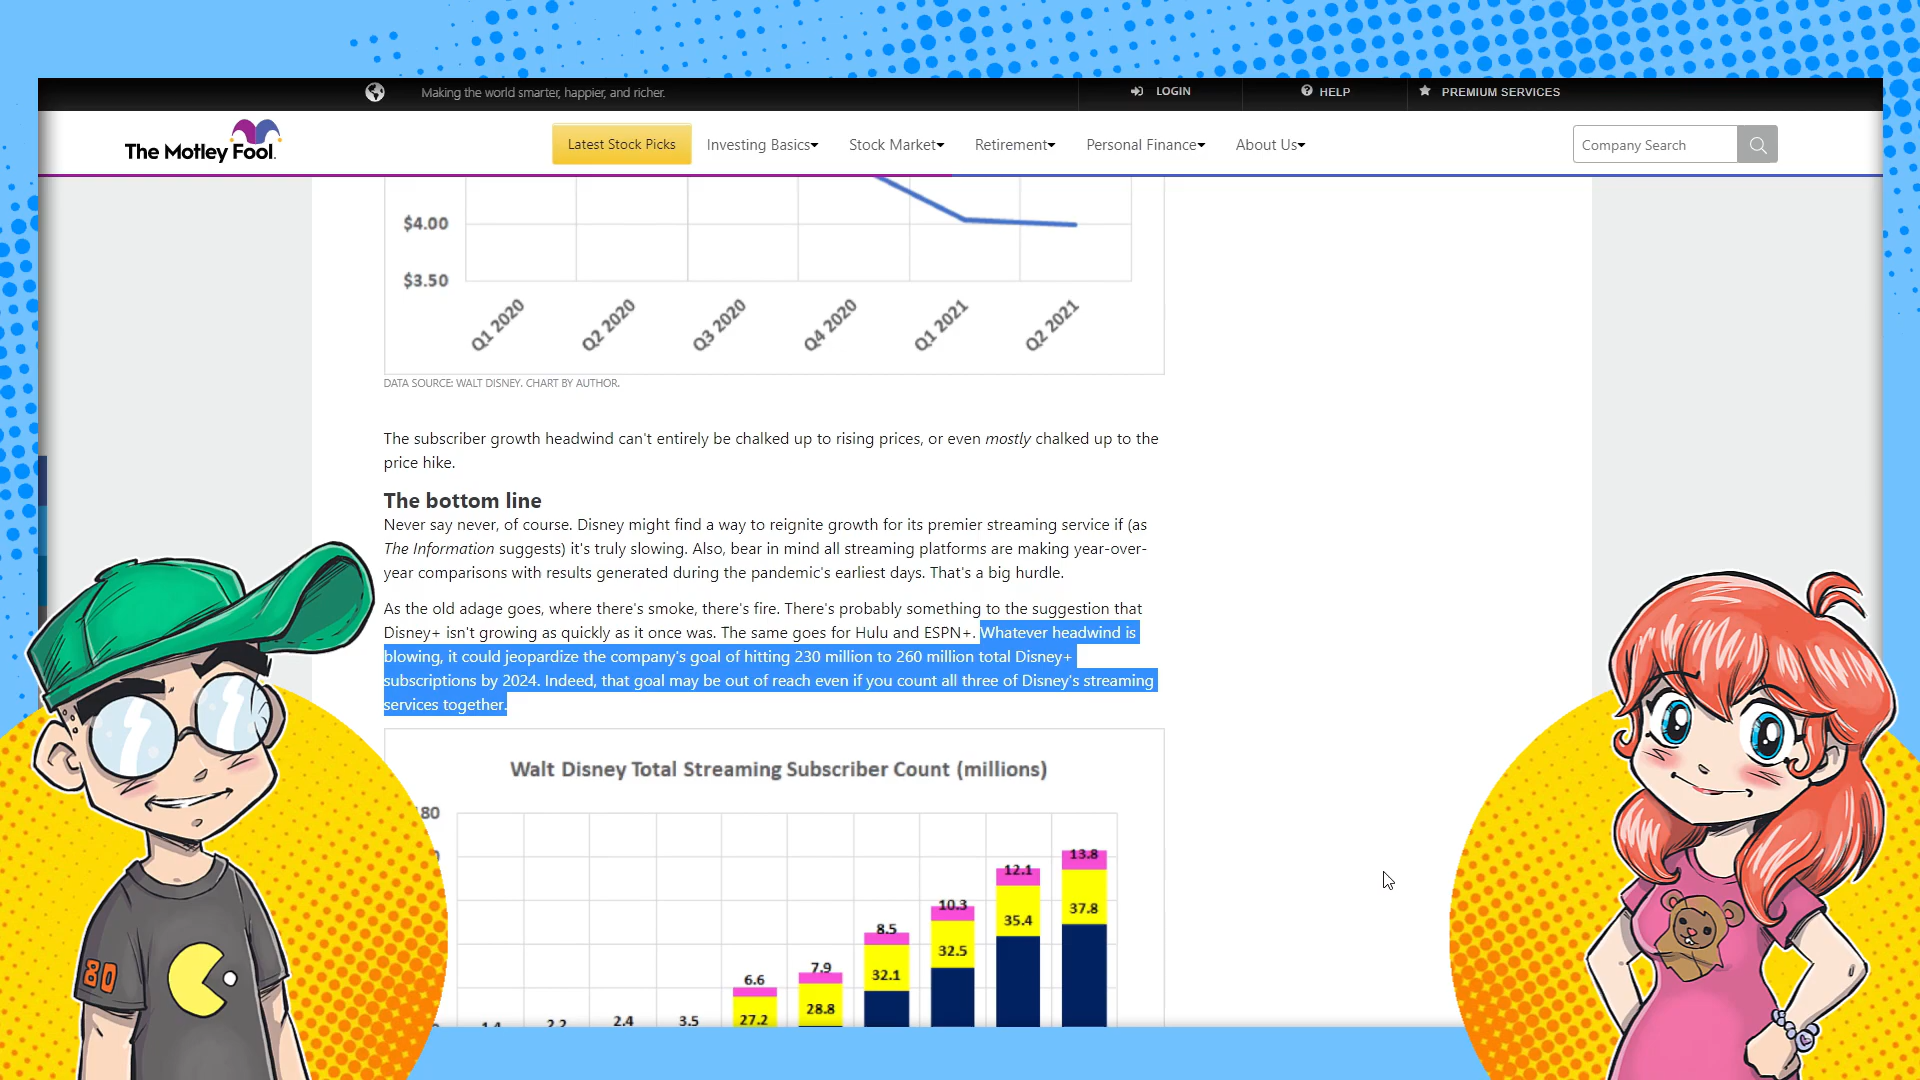 Making the world smarter, happier, and richer.
LOGIN
HELP
PREMIUM SERVICES
The Motley Fool.
Latest Stock Picks
Investing Basics
Stock Market
Retirement
Personal Finance
About Us
Company Search
$4.00
$3.50
Q1 2020
Q2 2020
Q3 2020
Q4 2020
Q1 2021
Q2 2021
DATA SOURCE: WALT DISNEY. CHART BY AUTHOR.
The subscriber growth headwind can't entirely be chalked up to rising prices, or even mostly chalked up to the
price hike.
The bottom line
Never say never, of course. Disney might find a way to reignite growth for its premier streaming service if (as
The Information suggests) it's truly slowing. Also, bear in mind all streaming platforms are making year-over-
year comparisons with results generated during the pandemic's earliest days. That's a big hurdle.
As the old adage goes, where there's smoke, there's fire. There's probably something to the suggestion that
Disney+ isn't growing as quickly as it once was. The same goes for Hulu and ESPN+. Whatever headwind is
blowing, it could jeopardize the company's goal of hitting 230 million to 260 million total Disney+
subscriptions by 2024. Indeed, that goal may be out of reach even if you count all three of Disney's streaming
services together.
Walt Disney Total Streaming Subscriber Count (millions)
80
13.8
12.1
37.8
10.3
35.4
8.5
32.5
7.9
32.1
6.6
28.8
27.2
3.5
2.4
2.2
1.4
80